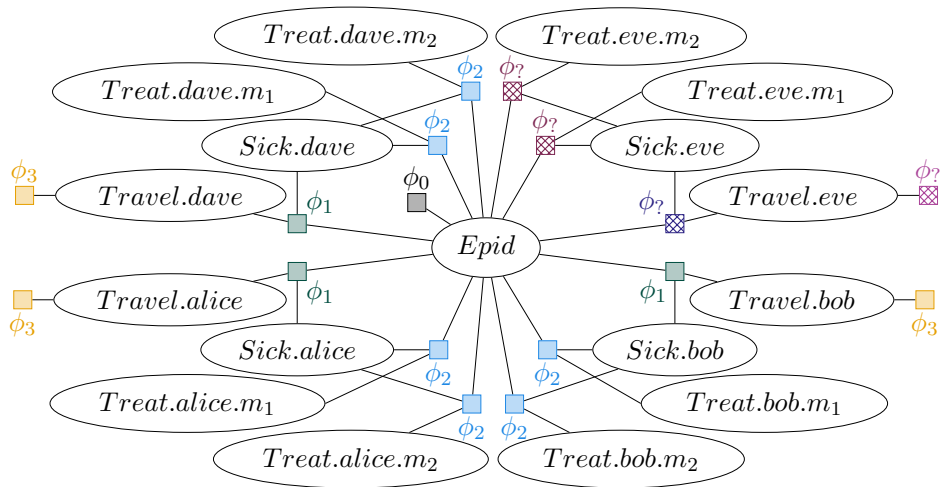 Treat.dave.m₂ Treat.eve.m₂
ϕ₂ ϕ?
Treat.dave.m₁ Treat.eve.m₁
ϕ₂ ϕ?
Sick.dave Sick.eve
ϕ₃ ϕ₀ ϕ?
Travel.dave ϕ₁ ϕ? Travel.eve
Epid
Travel.alice ϕ₁ ϕ₁ Travel.bob
ϕ₃ ϕ₃
Sick.alice Sick.bob
ϕ₂ ϕ₂
Treat.alice.m₁ Treat.bob.m₁
ϕ₂ ϕ₂
Treat.alice.m₂ Treat.bob.m₂